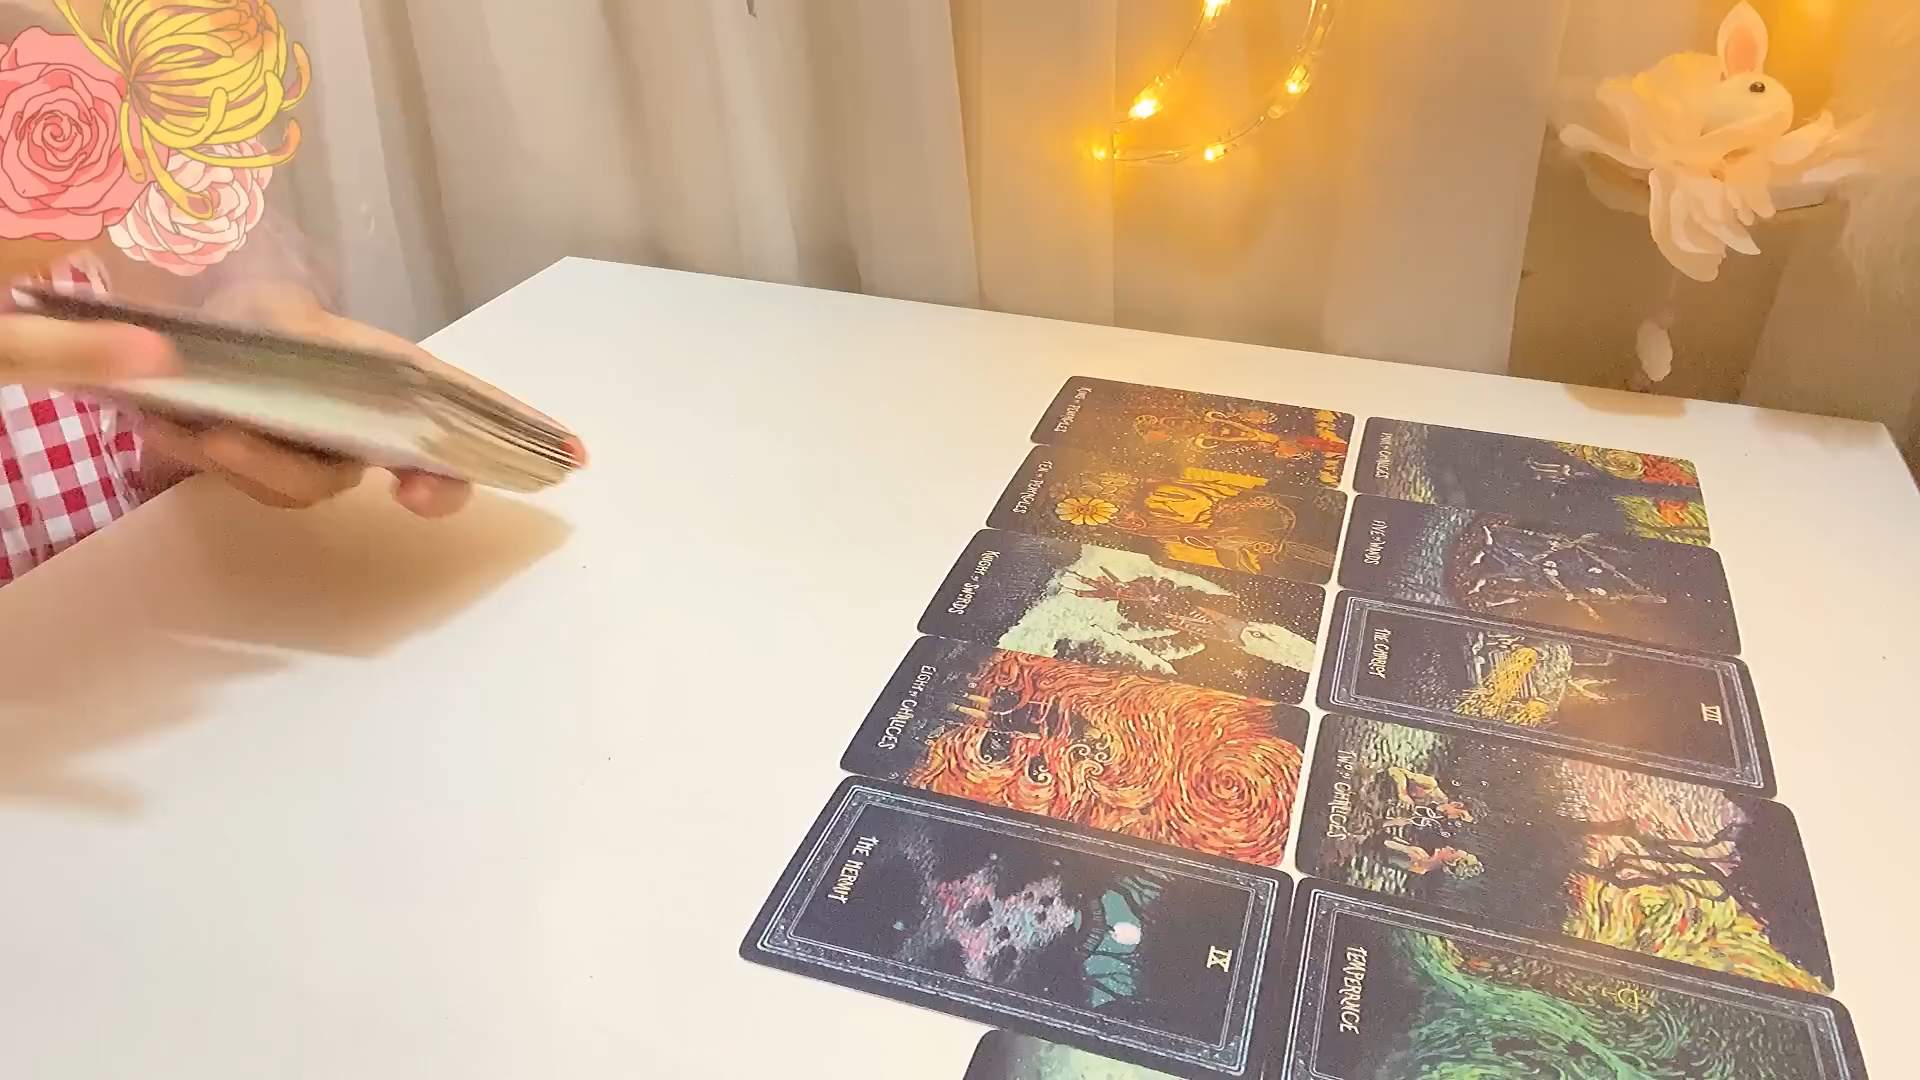 KING OF PENTACLES
TEN OF PENTACLES
KNIGHT OF SWORDS
EIGHT OF CHALICES
THE HERMIT
IX
FIVE OF WANDS
THE CHARIOT
VII
TWO OF CHALICES
TEMPERANCE